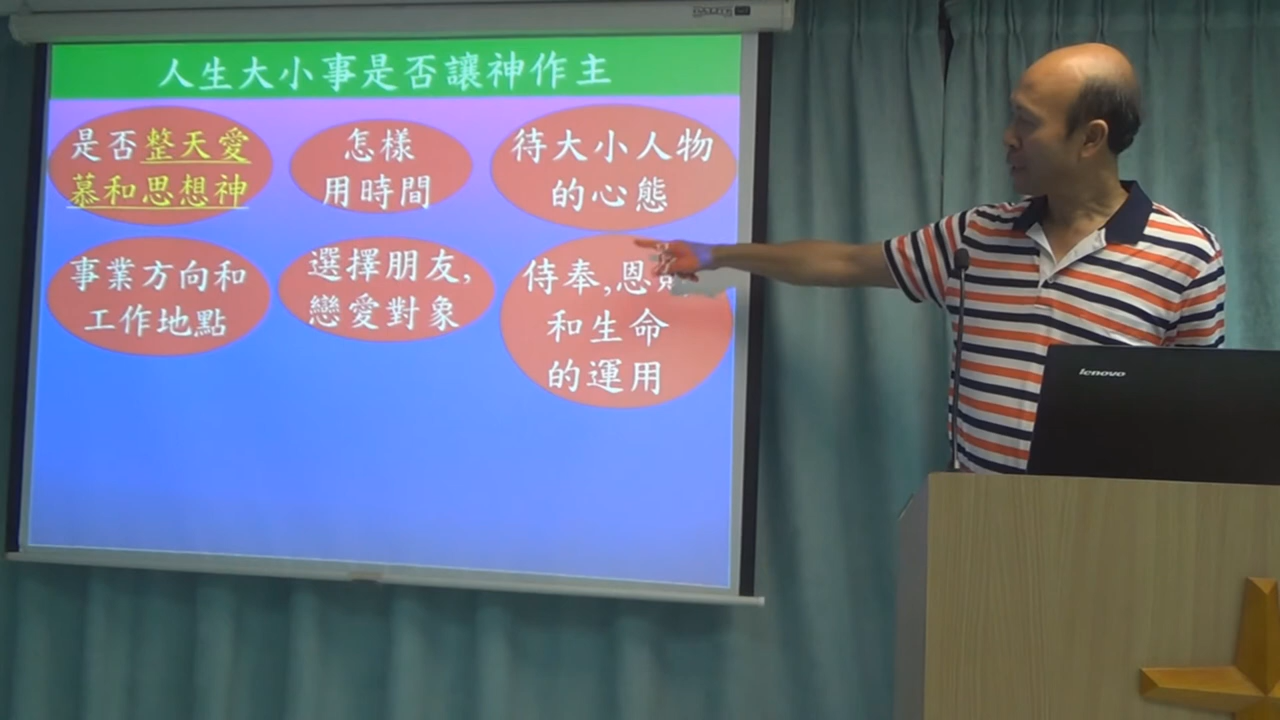 人生大小事是否讓神作主
是否整天愛
慕和思想神
怎樣
用時間
待大小人物
的心態
事業方向和
工作地點
選擇朋友,
戀愛對象
侍奉,恩
和生命
的運用
lenovo